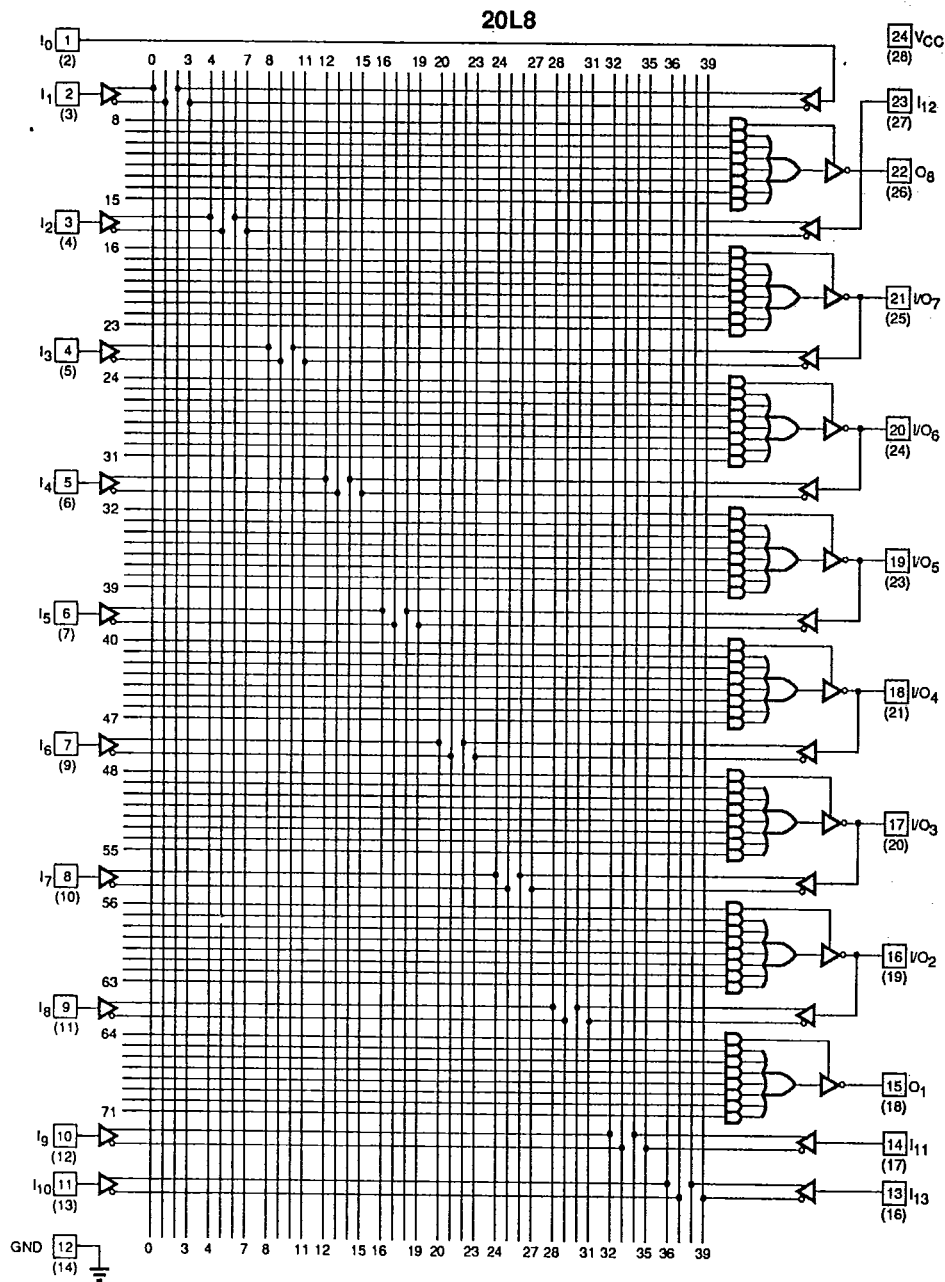 20L8
I0 1 (2)
24 VCC (28)
0 3 4 7 8 11 12 15 16 19 20 23 24 27 28 31 32 35 36 39
I1 2 (3)
23 I12 (27)
8
22 O8 (26)
15
I2 3 (4)
16
21 I/O7 (25)
23
I3 4 (5)
24
20 I/O6 (24)
31
I4 5 (6)
32
19 I/O5 (23)
39
I5 6 (7)
40
18 I/O4 (21)
47
I6 7 (9)
48
17 I/O3 (20)
55
I7 8 (10)
56
16 I/O2 (19)
63
I8 9 (11)
64
15 O1 (18)
71
I9 10 (12)
14 I11 (17)
I10 11 (13)
13 I13 (16)
GND 12 (14)
0 3 4 7 8 11 12 15 16 19 20 23 24 27 28 31 32 35 36 39